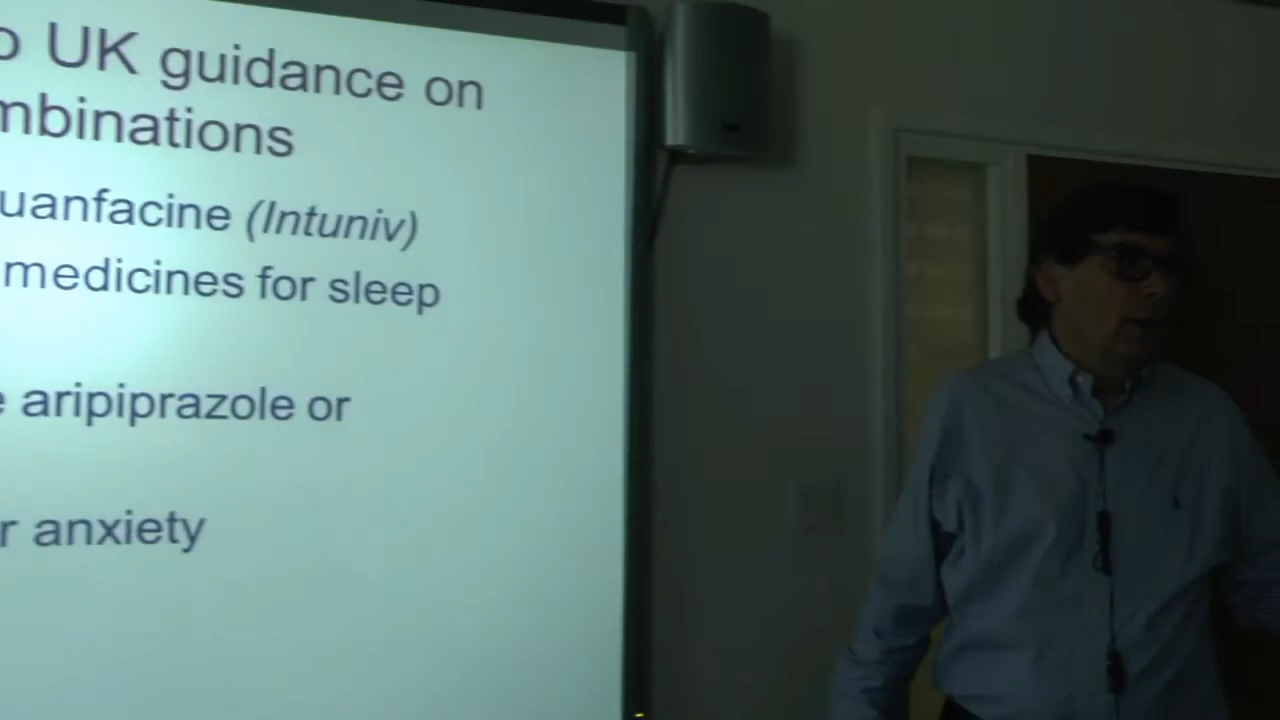 UK guidance on
mbinations
uanfacine (Intuniv)
medicines for sleep
aripiprazole or
r anxiety